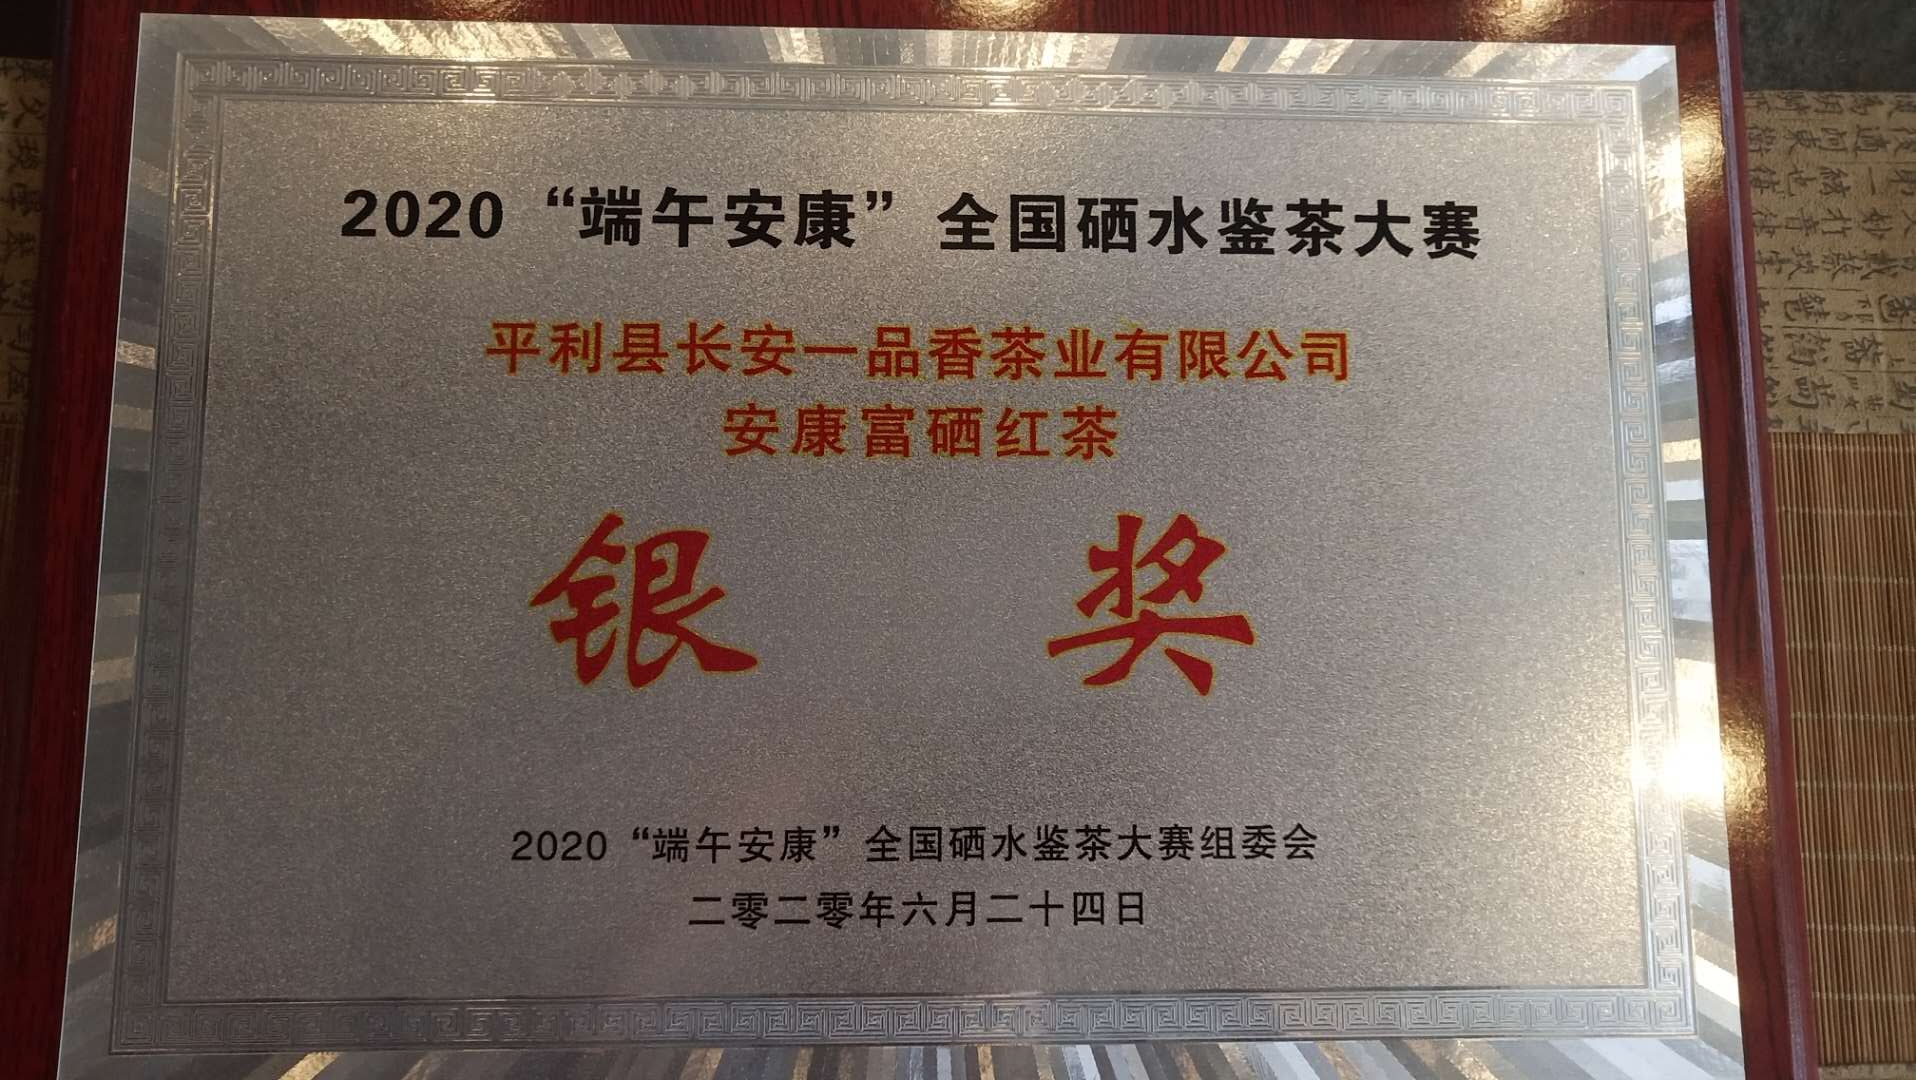 2020“端午安康”全国硒水鉴茶大赛
平利县长安一品香茶业有限公司
安康富硒红茶
银 奖
2020“端午安康”全国硒水鉴茶大赛组委会
二零二零年六月二十四日